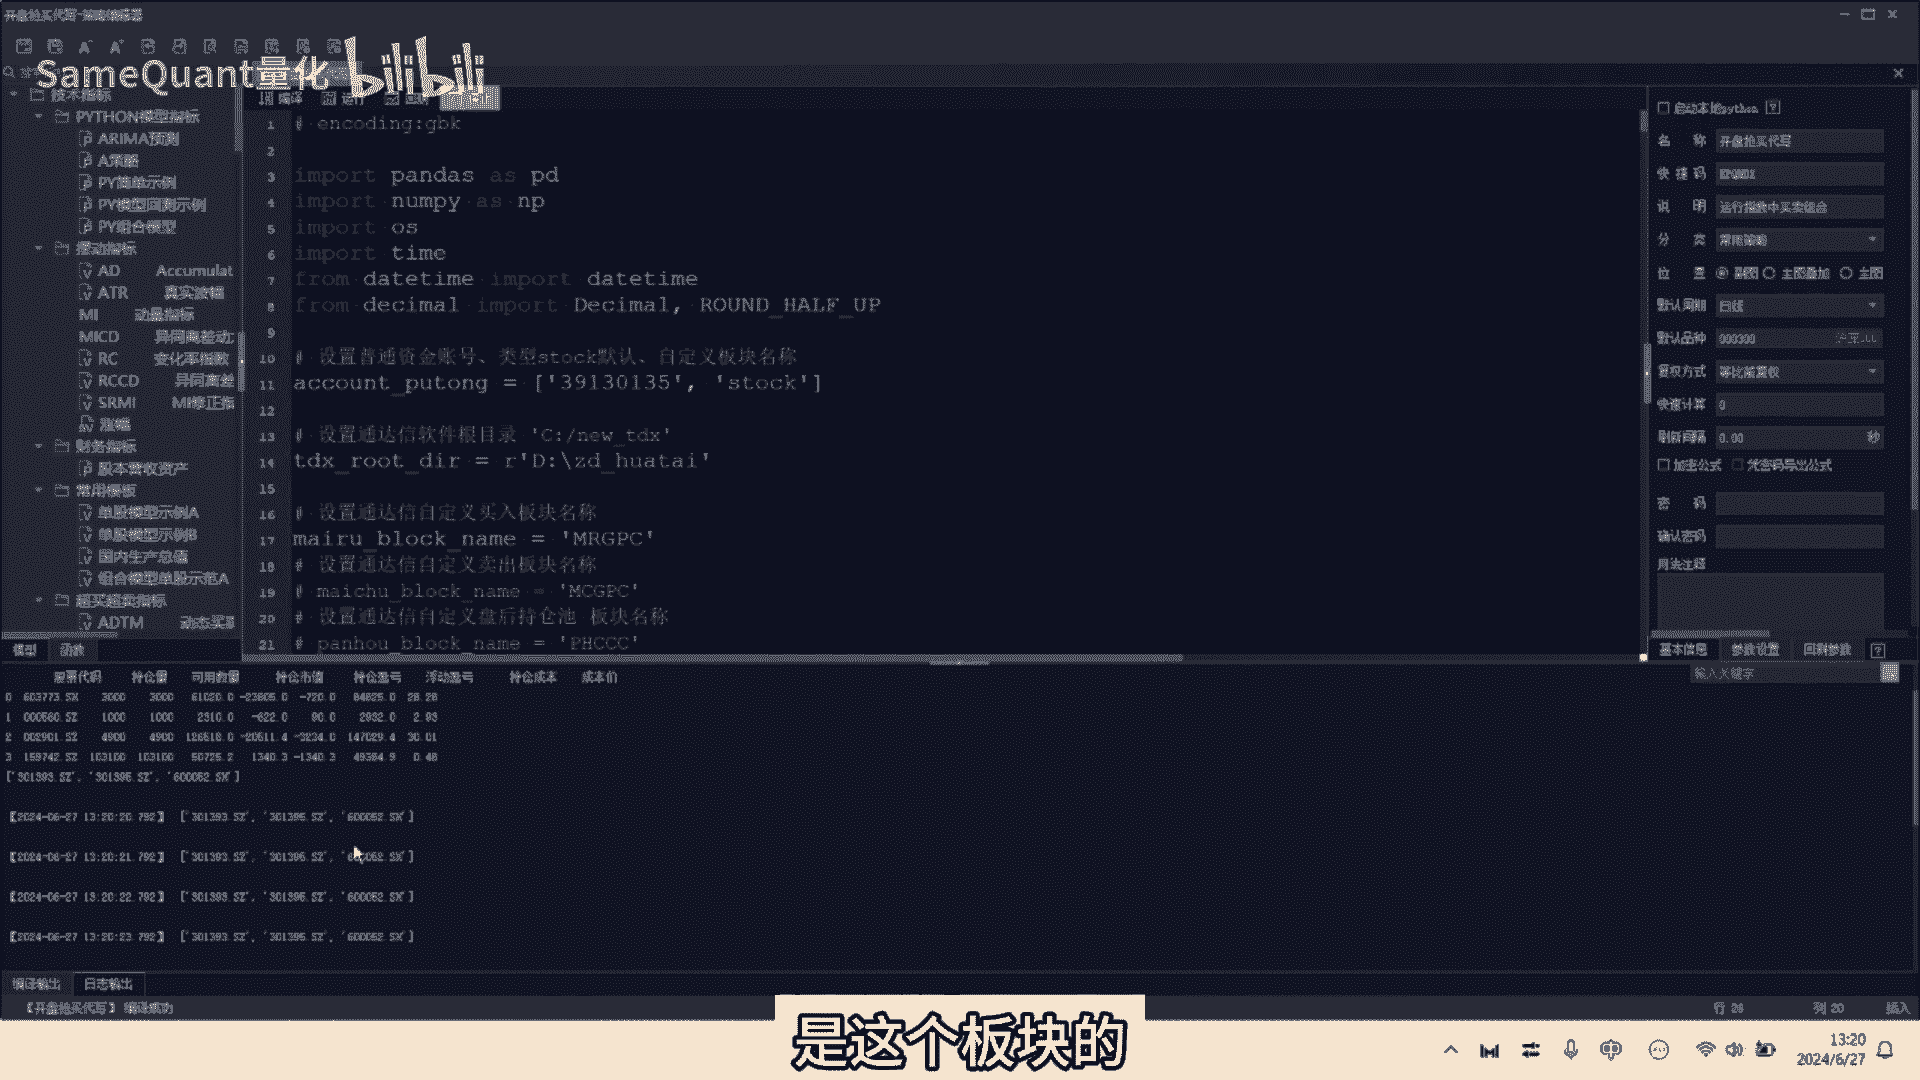 开盘抢买代写-策略编辑器
SameQuant量化 bilibili
技术指标
PYTHON模型指标
ARIMA预测
A策略
PY简单示例
PY模型回测示例
PY组合模型
摆动指标
AD Accumulat
ATR 真实波幅
MI 动量指标
MICD 异同离差动
RC 变化率指数
RCCD 异同离差
SRMI MI修正指
涨幅
财务指标
股本营收资产
常用模板
单股模型示例A
单股模型示例B
国内生产总值
组合模型单股示范A
超买超卖指标
ADTM 动态买
模型 函数
编译 运行
1 # encoding:gbk
2
3 import pandas as pd
4 import numpy as np
5 import os
6 import time
7 from datetime import datetime
8 from decimal import Decimal, ROUND_HALF_UP
9
10 # 设置普通资金账号、类型stock默认、自定义板块名称
11 account_putong = ['39130135', 'stock']
12
13 # 设置通达信软件根目录 'C:/new_tdx'
14 tdx_root_dir = r'D:\zd_huatai'
15
16 # 设置通达信自定义买入板块名称
17 mairu_block_name = 'MRGPC'
18 # 设置通达信自定义卖出板块名称
19 # maichu_block_name = 'MCGPC'
20 # 设置通达信自定义盘后持仓池 板块名称
21 # panhou_block_name = 'PHCCC'
启动本地python ?
名 称 开盘抢买代写
快捷码
说 明 运行指数中买卖组合
分 类 常用策略
位 置 副图 主图叠加 主图
默认周期 日线
默认品种 000300
复权方式 等比前复权
快速计算 0
刷新间隔 0.00 秒
加密公式 凭密码导出公式
密 码
确认密码
用法注释
基本信息 参数设置 回测参数 ?
输入关键字
股票代码 持仓量 可用数量 持仓市值 持仓盈亏 浮动盈亏 持仓成本 成本价
0 603773.SH 3000 3000 61020.0 -23805.0 -720.0 84825.0 28.28
1 000560.SZ 1000 1000 2310.0 -622.0 90.0 2932.0 2.93
2 002901.SZ 4900 4900 126518.0 -20511.4 -3234.0 147029.4 30.01
3 159742.SZ 103100 103100 50725.2 1340.3 -1340.3 49384.9 0.48
['301393.SZ', '301395.SZ', '600052.SH']
【2024-06-27 13:20:20.792】 ['301393.SZ', '301395.SZ', '600052.SH']
【2024-06-27 13:20:21.792】 ['301393.SZ', '301395.SZ', '600052.SH']
【2024-06-27 13:20:22.792】 ['301393.SZ', '301395.SZ', '600052.SH']
【2024-06-27 13:20:23.792】 ['301393.SZ', '301395.SZ', '600052.SH']
编译输出 日志输出
【开盘抢买代写】 编译成功
行 26 列 20 插入
是这个板块的
13:20
2024/6/27